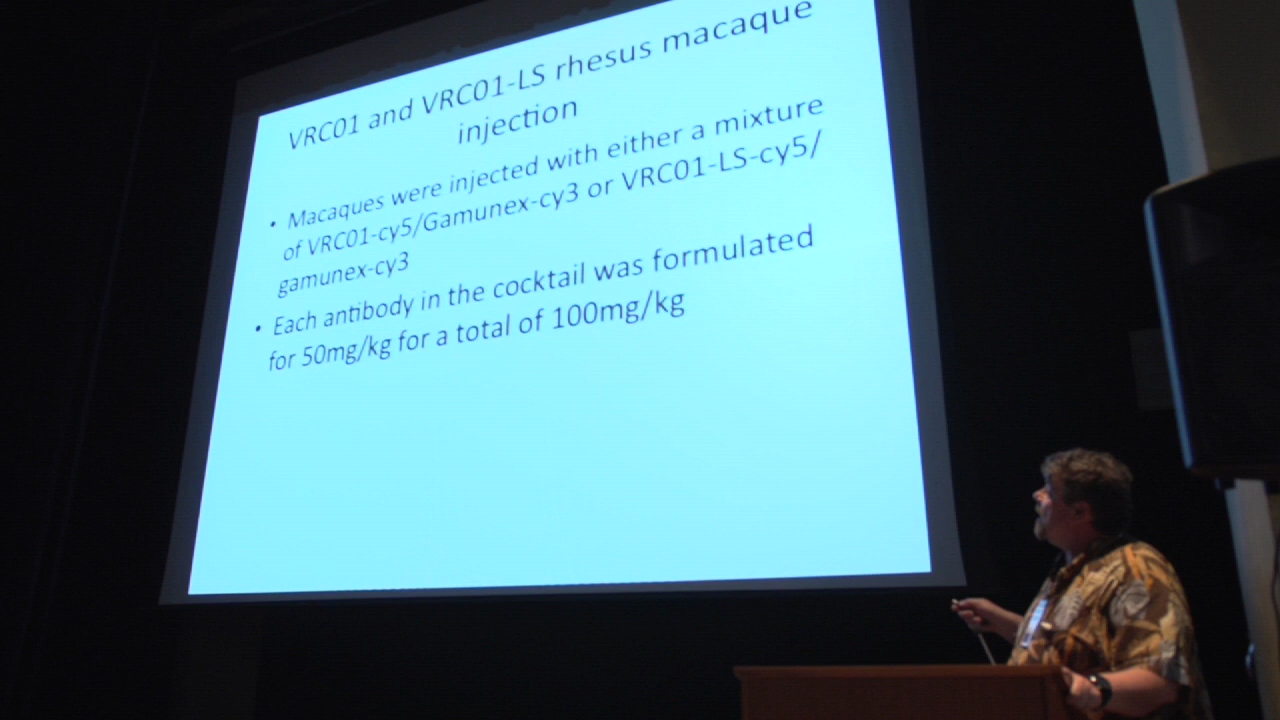 VRC01 and VRC01-LS rhesus macaque
injection
• Macaques were injected with either a mixture
of VRC01-cy5/Gamunex-cy3 or VRC01-LS-cy5/
gamunex-cy3
• Each antibody in the cocktail was formulated
for 50mg/kg for a total of 100mg/kg